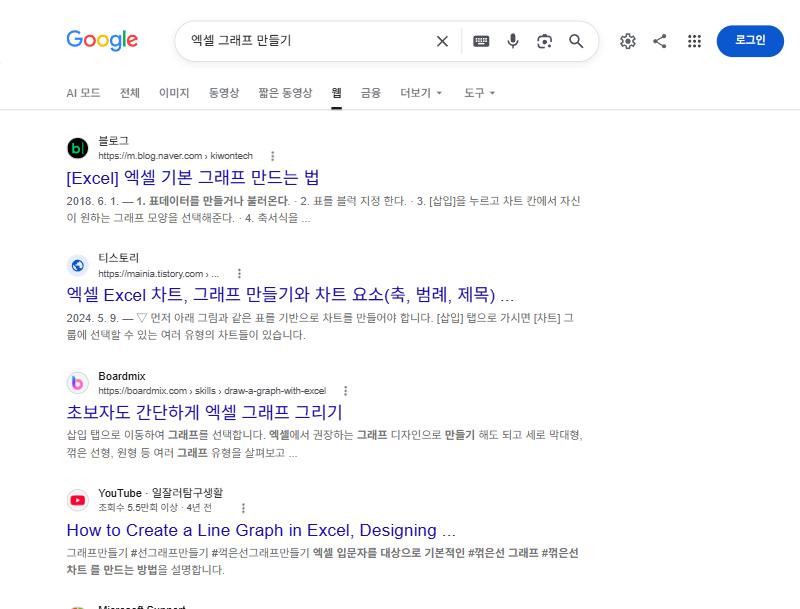 Google
엑셀 그래프 만들기
로그인
AI 모드 전체 이미지 동영상 짧은 동영상 웹 금융 더보기 도구
블로그
https://m.blog.naver.com › kiwontech
[Excel] 엑셀 기본 그래프 만드는 법
2018. 6. 1. — 1. 표데이터를 만들거나 불러온다. · 2. 표를 블럭 지정 한다. · 3. [삽입]을 누르고 차트 칸에서 자신
이 원하는 그래프 모양을 선택해준다. · 4. 축서식을 ...
티스토리
https://mainia.tistory.com › ...
엑셀 Excel 차트, 그래프 만들기와 차트 요소(축, 범례, 제목) ...
2024. 5. 9. — ▽ 먼저 아래 그림과 같은 표를 기반으로 차트를 만들어야 합니다. [삽입] 탭으로 가시면 [차트] 그
룹에 선택할 수 있는 여러 유형의 차트들이 있습니다.
Boardmix
https://boardmix.com › skills › draw-a-graph-with-excel
초보자도 간단하게 엑셀 그래프 그리기
삽입 탭으로 이동하여 그래프를 선택합니다. 엑셀에서 권장하는 그래프 디자인으로 만들기 해도 되고 세로 막대형,
꺾은 선형, 원형 등 여러 그래프 유형을 살펴보고 ...
YouTube · 일잘러탐구생활
조회수 5.5만회 이상 · 4년 전
How to Create a Line Graph in Excel, Designing ...
그래프만들기 #선그래프만들기 #꺽은선그래프만들기 엑셀 입문자를 대상으로 기본적인 #꺾은선 그래프 #꺾은선
차트 를 만드는 방법을 설명합니다.
Microsoft Support